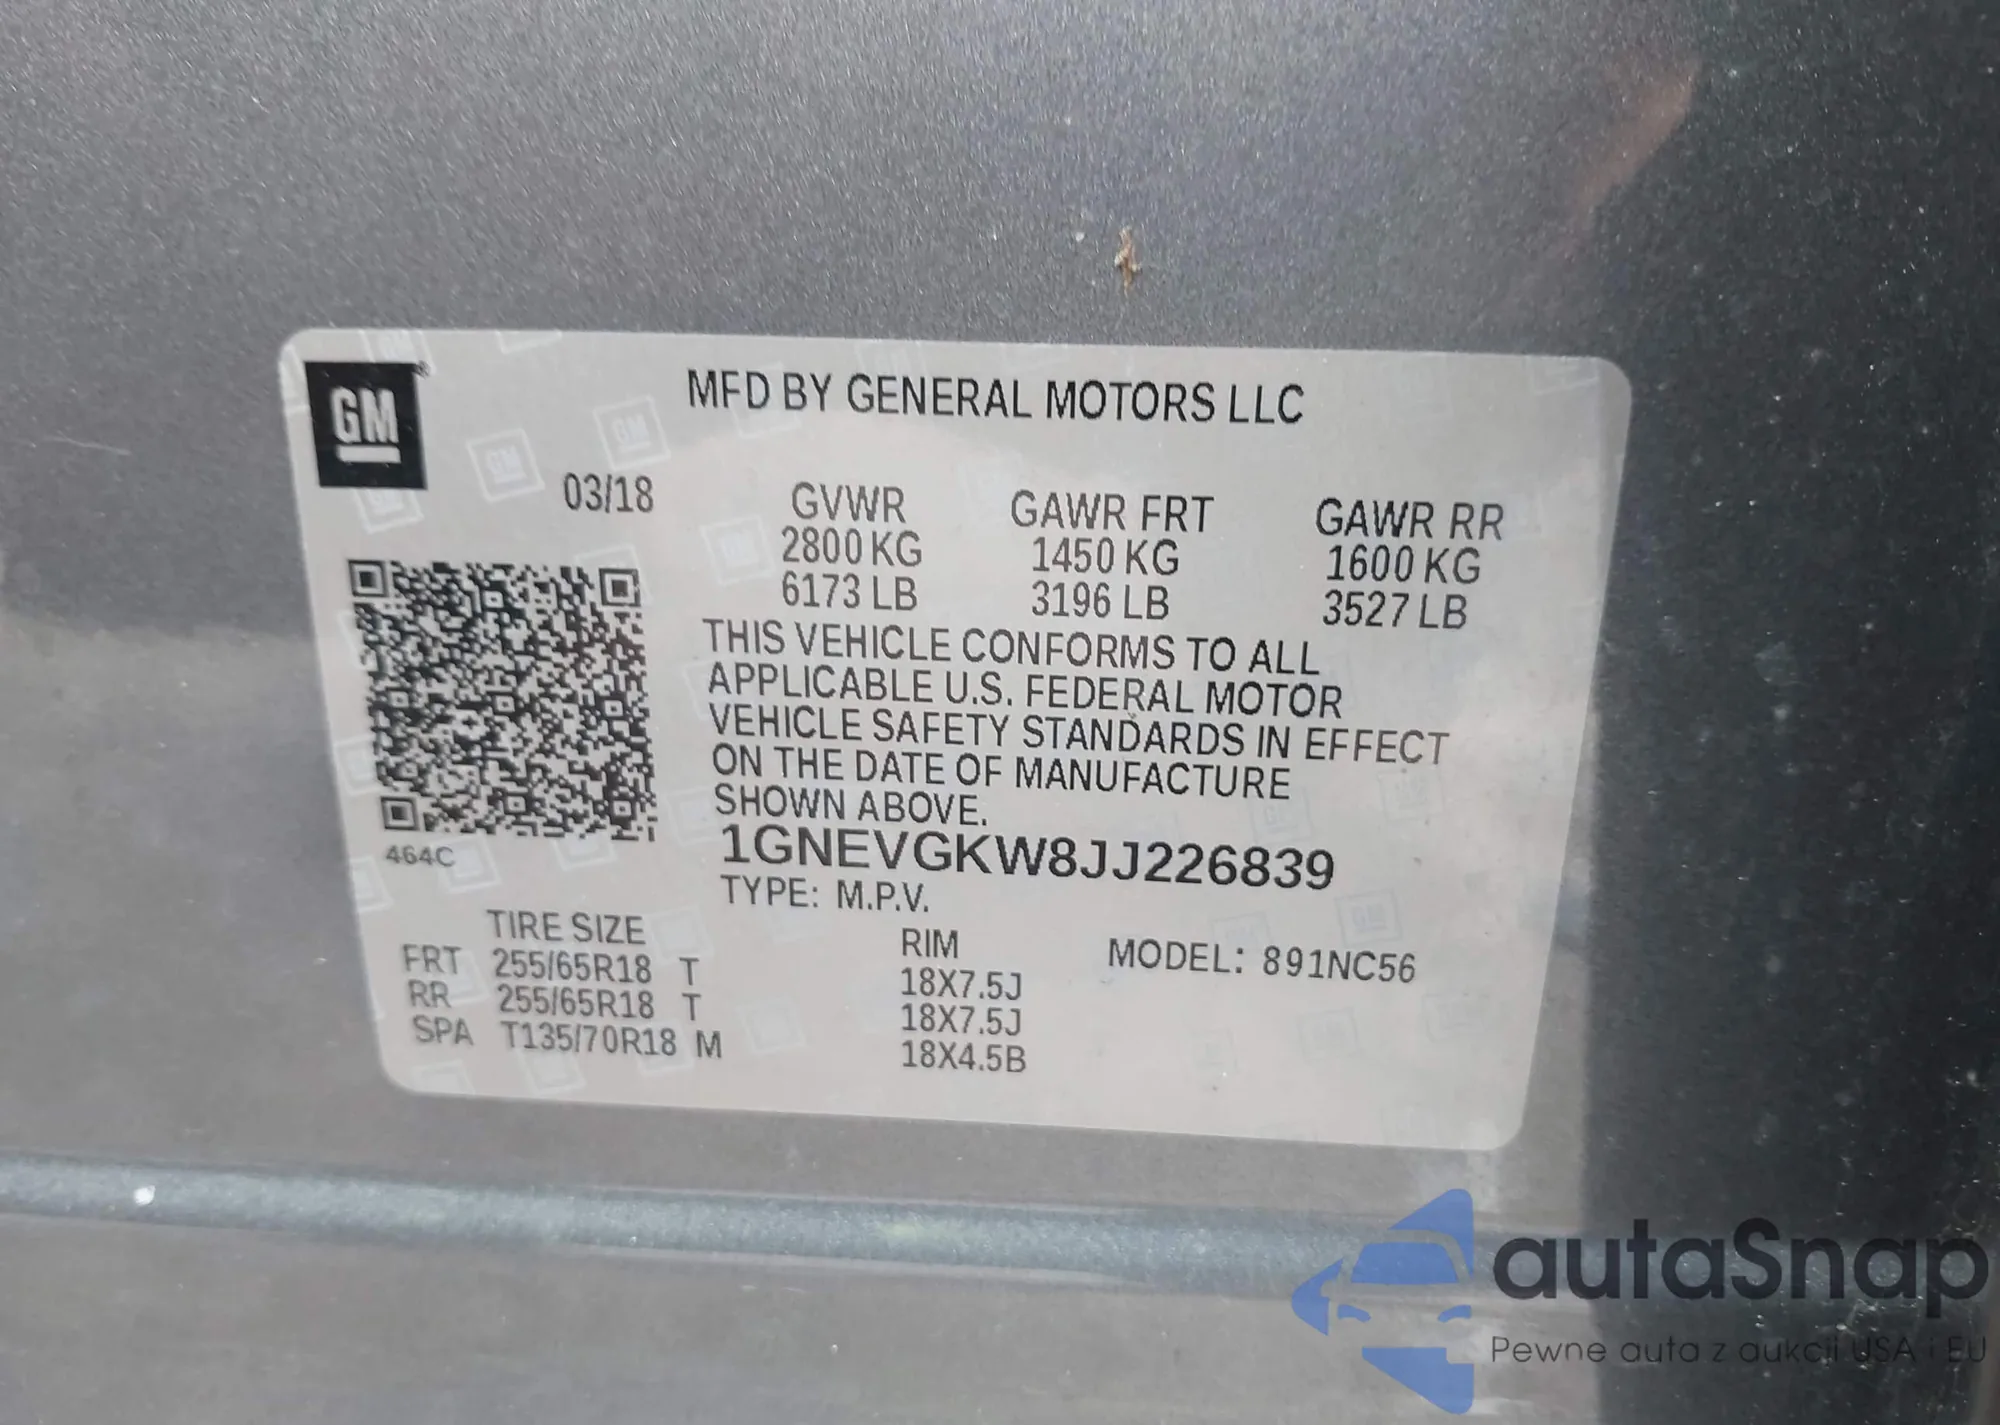 GM
MFD BY GENERAL MOTORS LLC
03/18
GVWR GAWR FRT GAWR RR
2800 KG 1450 KG 1600 KG
6173 LB 3196 LB 3527 LB
THIS VEHICLE CONFORMS TO ALL
APPLICABLE U.S. FEDERAL MOTOR
VEHICLE SAFETY STANDARDS IN EFFECT
ON THE DATE OF MANUFACTURE
SHOWN ABOVE.
464C
1GNEVGKW8JJ226839
TYPE: M.P.V.
TIRE SIZE RIM MODEL: 891NC56
FRT 255/65R18 T 18X7.5J
RR 255/65R18 T 18X7.5J
SPA T135/70R18 M 18X4.5B
autaSnap
Pewne auta z aukcji USA i EU